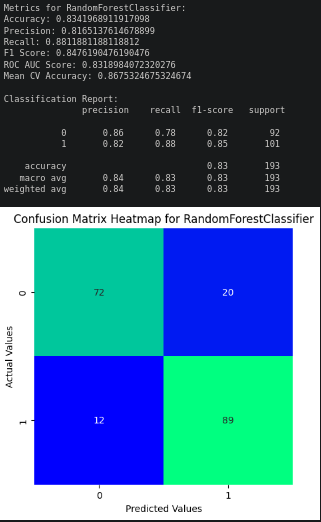 Metrics for RandomForestClassifier:
Accuracy: 0.8341968911917098
Precision: 0.8165137614678899
Recall: 0.8811881188118812
F1 Score: 0.8476190476190476
ROC AUC Score: 0.8318984072320276
Mean CV Accuracy: 0.8675324675324674
Classification Report:
precision recall f1-score support
0 0.86 0.78 0.82 92
1 0.82 0.88 0.85 101
accuracy 0.83 193
macro avg 0.84 0.83 0.83 193
weighted avg 0.84 0.83 0.83 193
Confusion Matrix Heatmap for RandomForestClassifier
0 72 20
Actual Values
1 12 89
0 1
Predicted Values